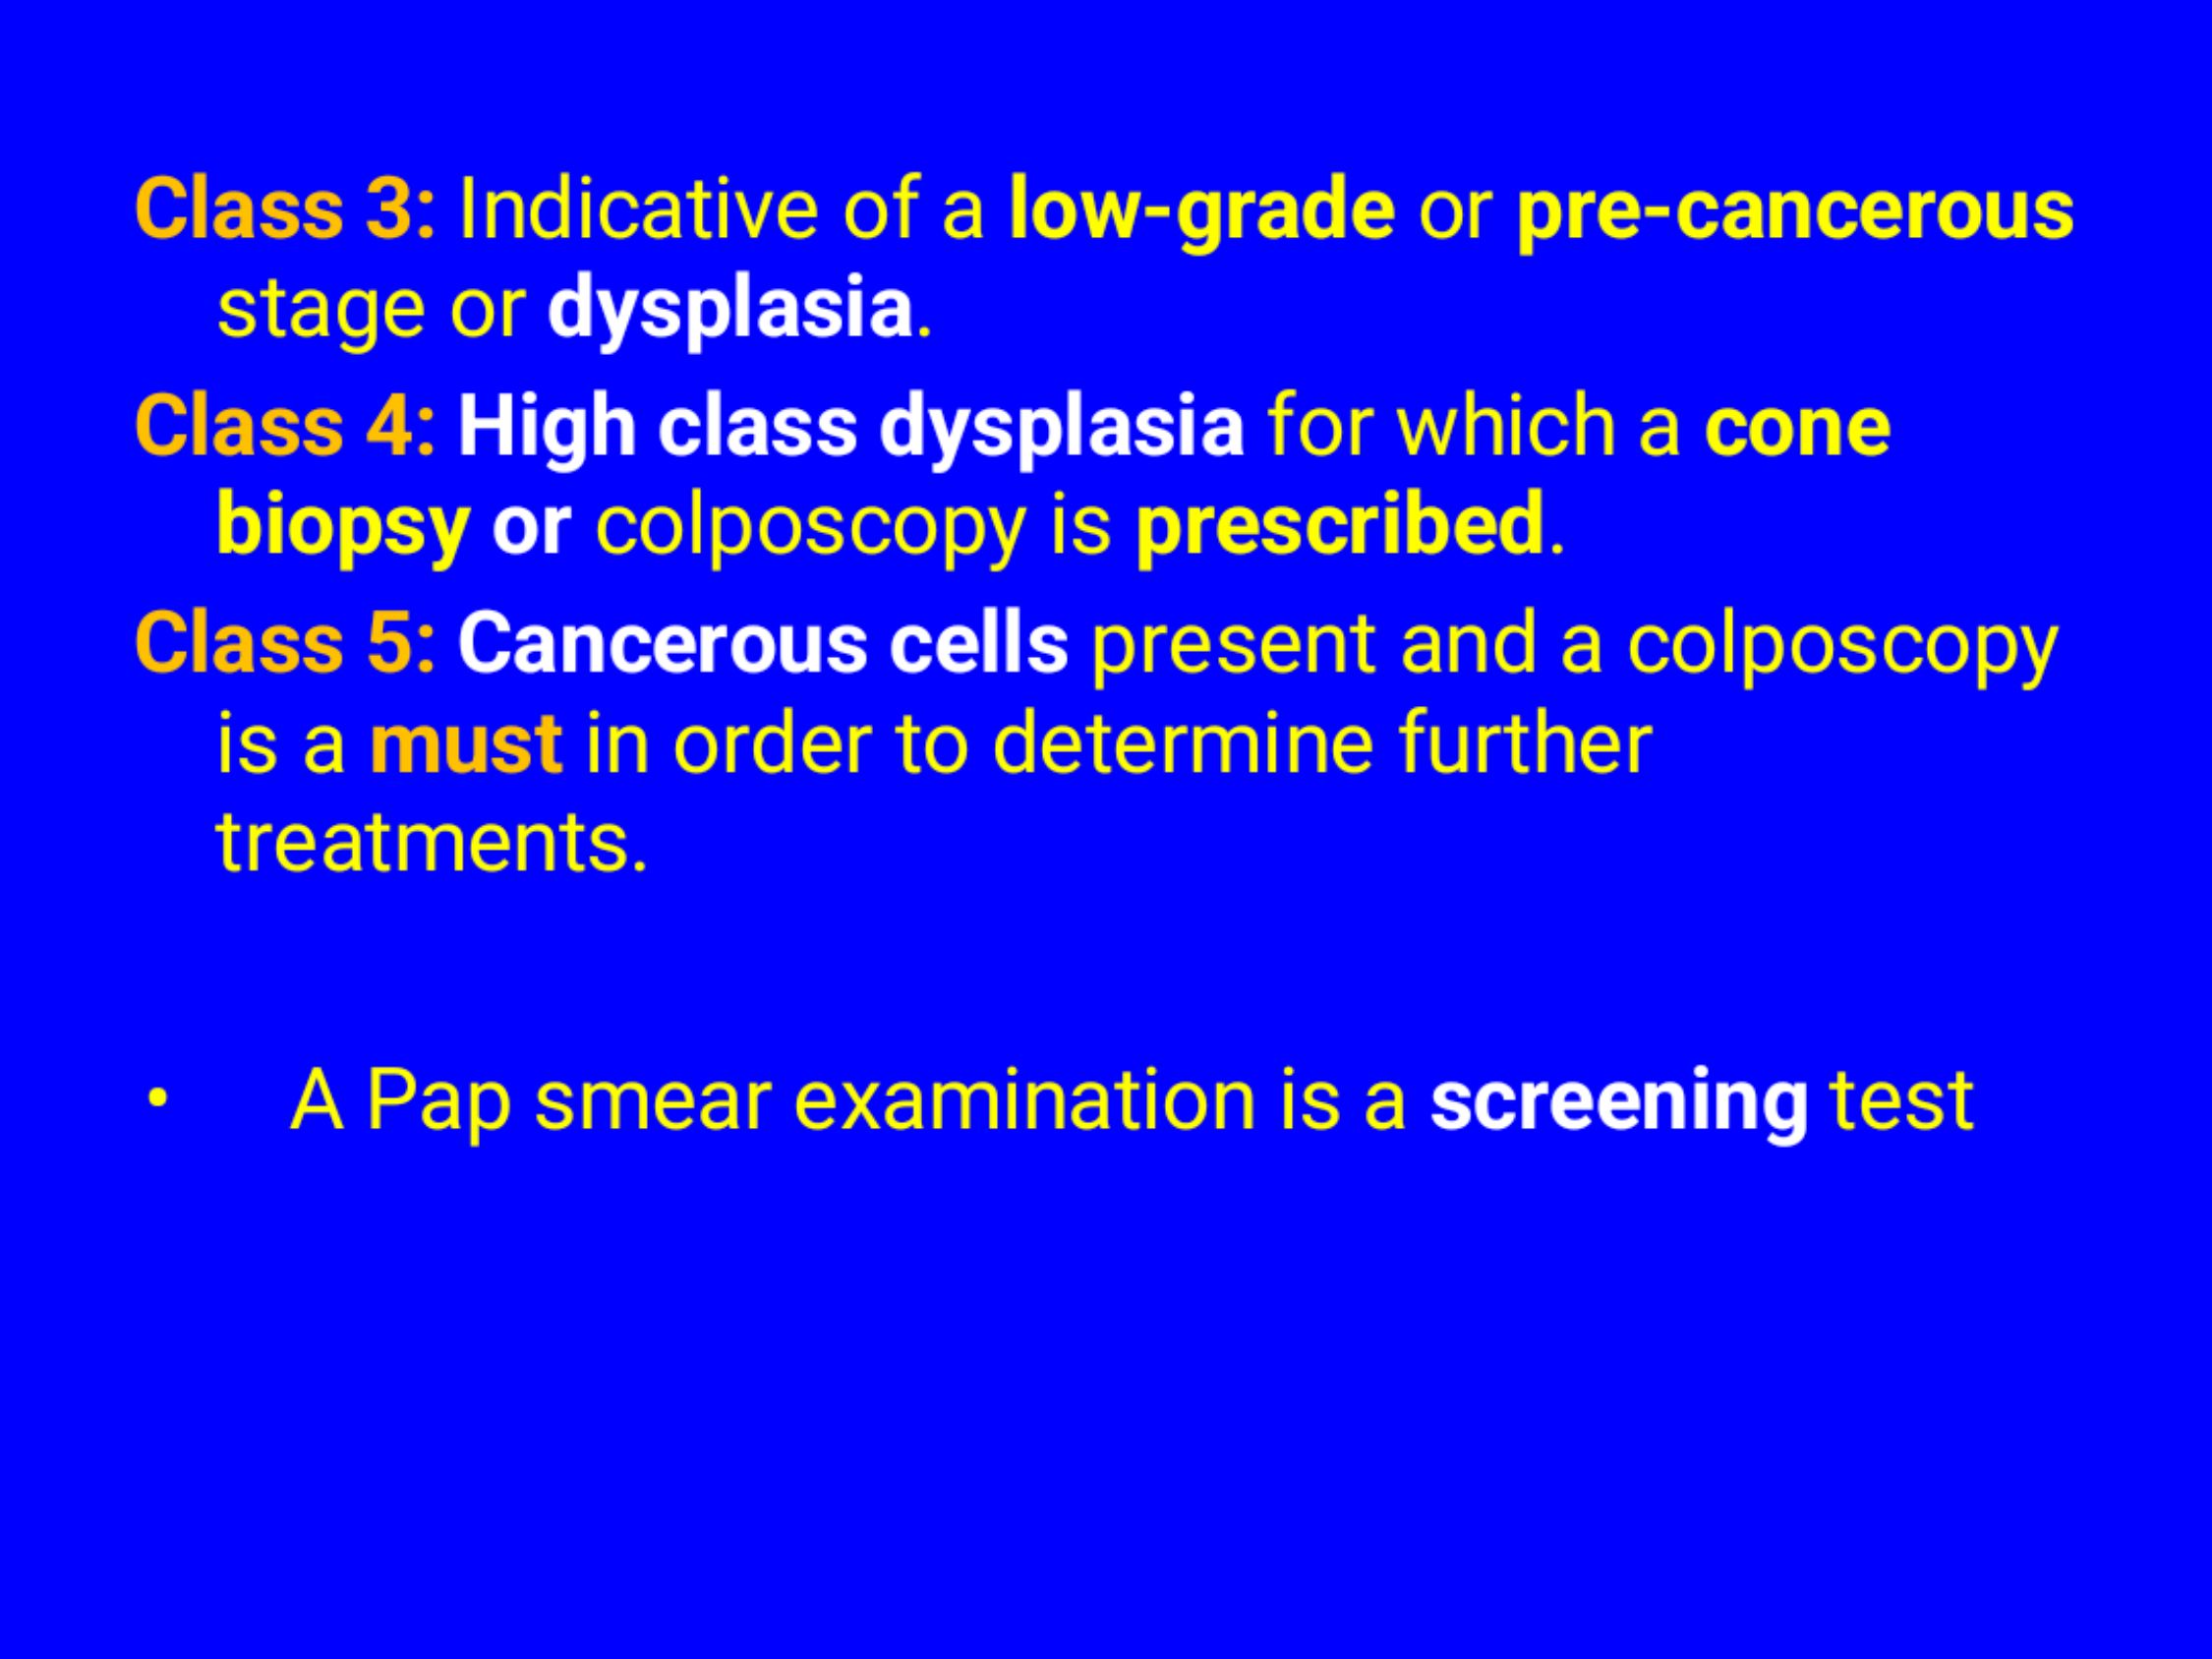 Class 3: Indicative of a low-grade or pre-cancerous
stage or dysplasia.
Class 4: High class dysplasia for which a cone
biopsy or colposcopy is prescribed.
Class 5: Cancerous cells present and a colposcopy
is a must in order to determine further
treatments.
• A Pap smear examination is a screening test